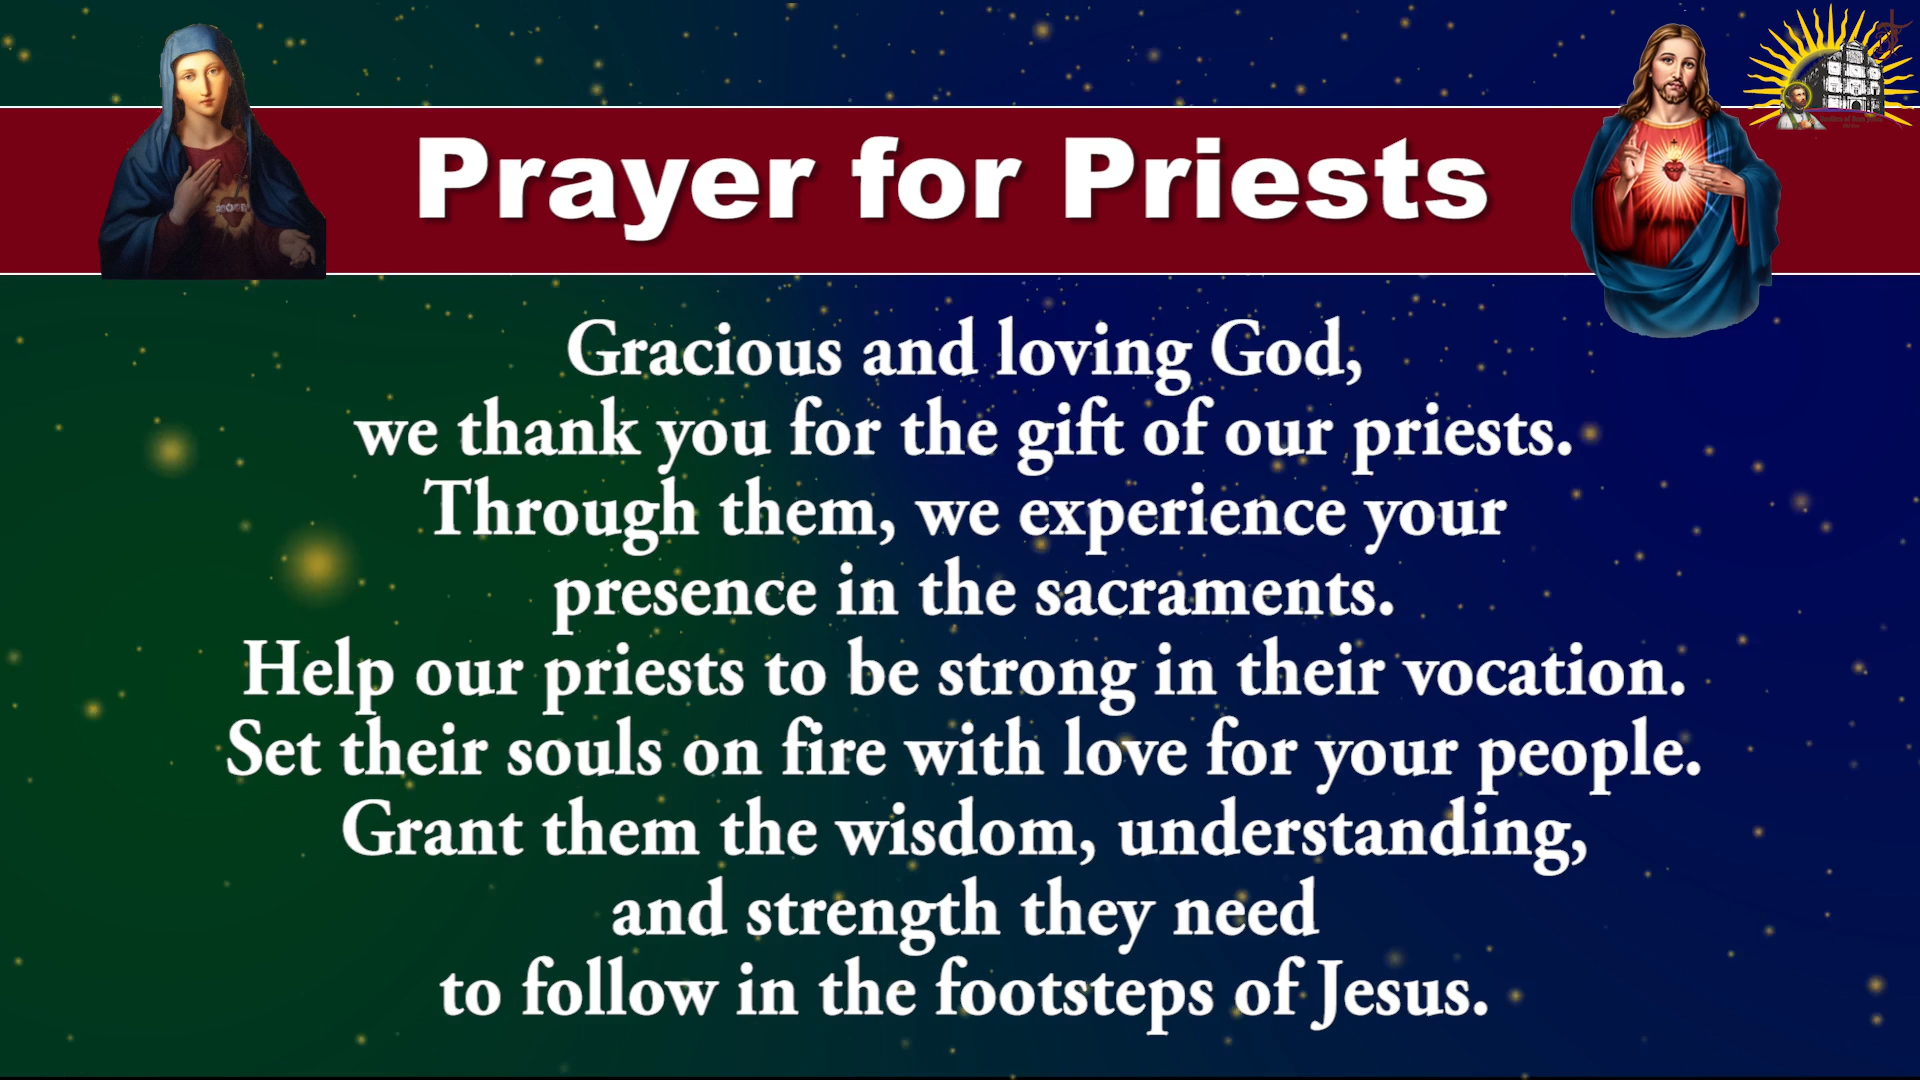 Prayer for Priests
Gracious and loving God,
we thank you for the gift of our priests.
Through them, we experience your
presence in the sacraments.
Help our priests to be strong in their vocation.
Set their souls on fire with love for your people.
Grant them the wisdom, understanding,
and strength they need
to follow in the footsteps of Jesus.